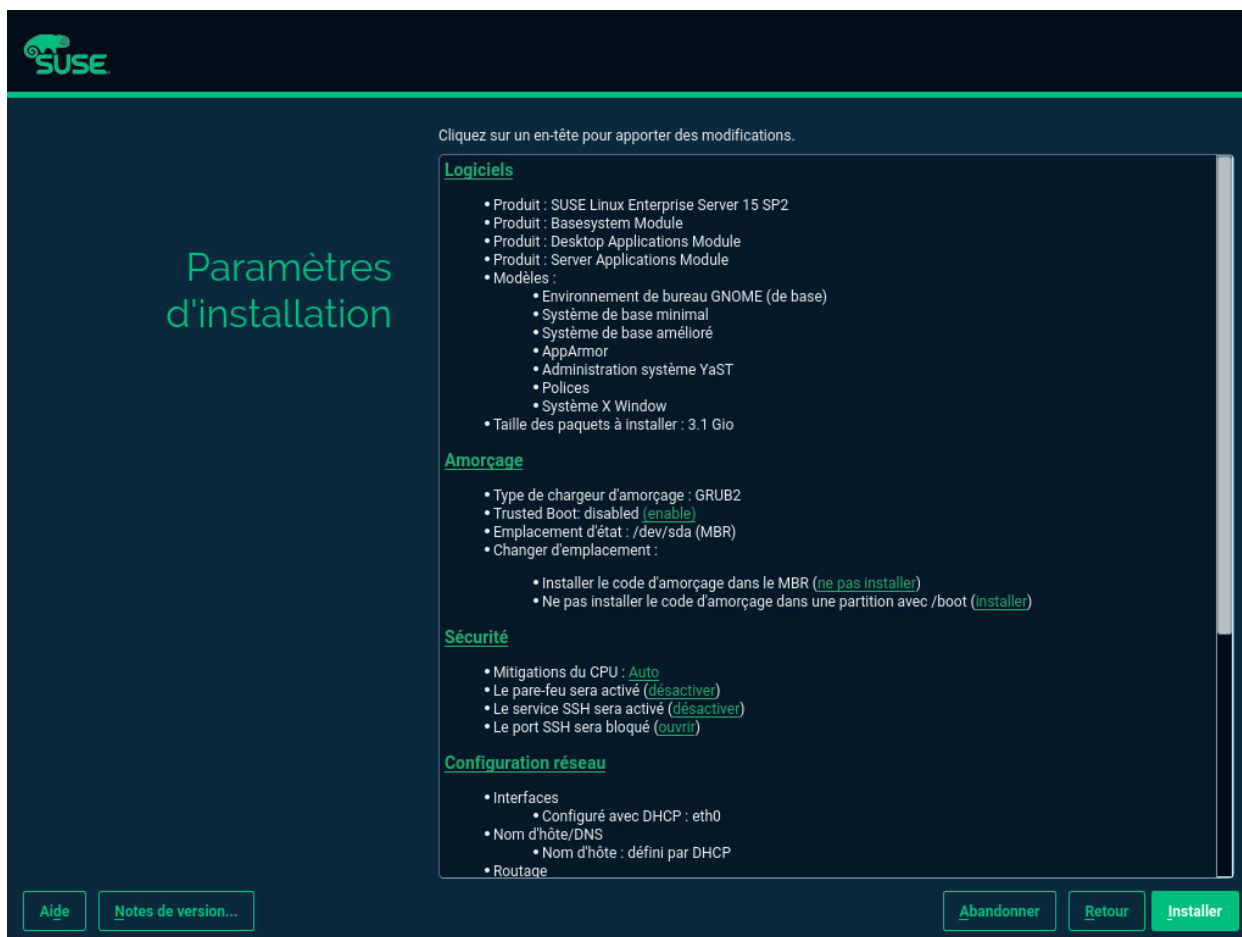 SUSE
Cliquez sur un en-tête pour apporter des modifications.
Paramètres
d'installation
Logiciels
• Produit : SUSE Linux Enterprise Server 15 SP2
• Produit : Basesystem Module
• Produit : Desktop Applications Module
• Produit : Server Applications Module
• Modèles :
• Environnement de bureau GNOME (de base)
• Système de base minimal
• Système de base amélioré
• AppArmor
• Administration système YaST
• Polices
• Système X Window
• Taille des paquets à installer : 3.1 Gio
Amorçage
• Type de chargeur d'amorçage : GRUB2
• Trusted Boot: disabled (enable)
• Emplacement d'état : /dev/sda (MBR)
• Changer d'emplacement :
• Installer le code d'amorçage dans le MBR (ne pas installer)
• Ne pas installer le code d'amorçage dans une partition avec /boot (installer)
Sécurité
• Mitigations du CPU : Auto
• Le pare-feu sera activé (désactiver)
• Le service SSH sera activé (désactiver)
• Le port SSH sera bloqué (ouvrir)
Configuration réseau
• Interfaces
• Configuré avec DHCP : eth0
• Nom d'hôte/DNS
• Nom d'hôte : défini par DHCP
• Routage
Aide
Notes de version...
Abandonner
Retour
Installer